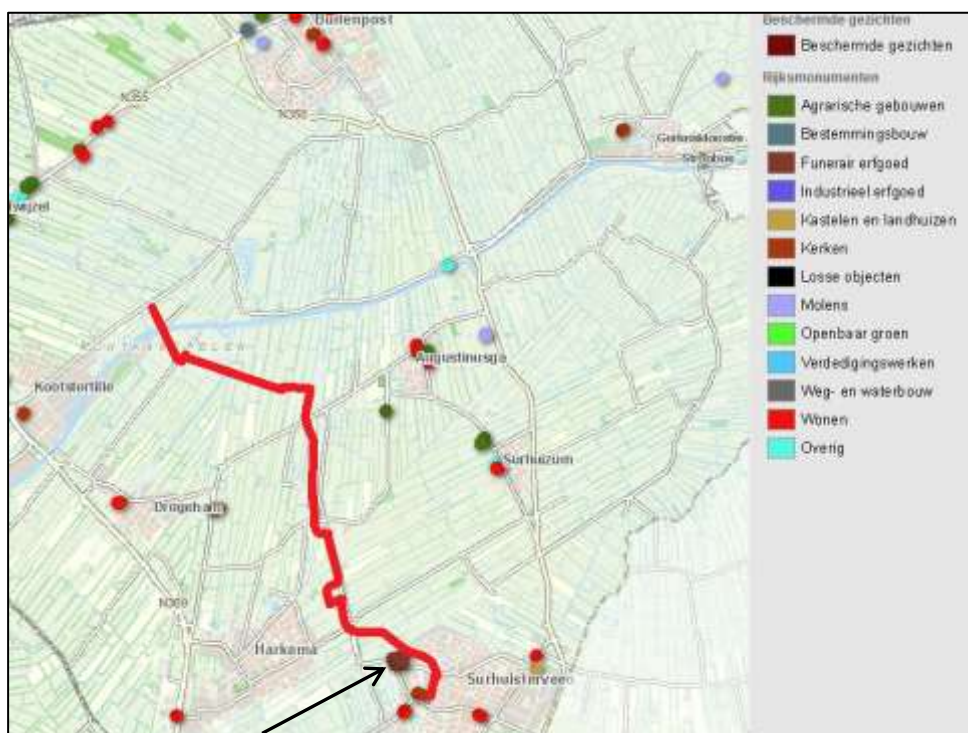 Buitenpost
N355
N358
Kootstertille
Augustinusga
Surhuizum
Drogeham
N369
Harkema
Surhuisterveen
Beschermde gezichten
Beschermde gezichten
Rijksmonumenten
Agrarische gebouwen
Bestemmingsbouw
Funerair erfgoed
Industrieel erfgoed
Kastelen en landhuizen
Kerken
Losse objecten
Molens
Openbaar groen
Verdedigingswerken
Weg- en waterbouw
Wonen
Overig